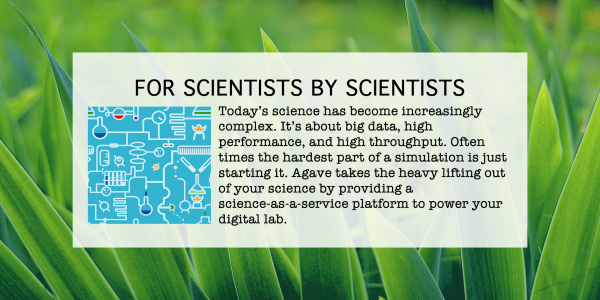 FOR SCIENTISTS BY SCIENTISTS
Today's science has become increasingly
complex. It's about big data, high
performance, and high throughput. Often
times the hardest part of a simulation is just
starting it. Agave takes the heavy lifting out
of your science by providing a
science-as-a-service platform to power your
digital lab.